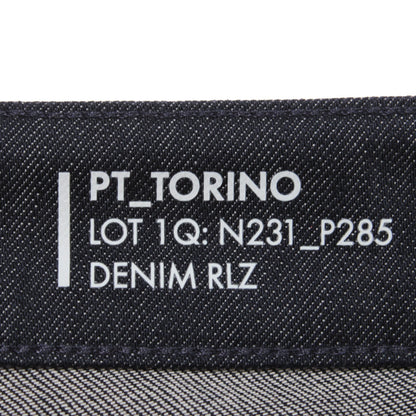 PT_TORINO
LOT 1Q: N231_P285
DENIM RLZ